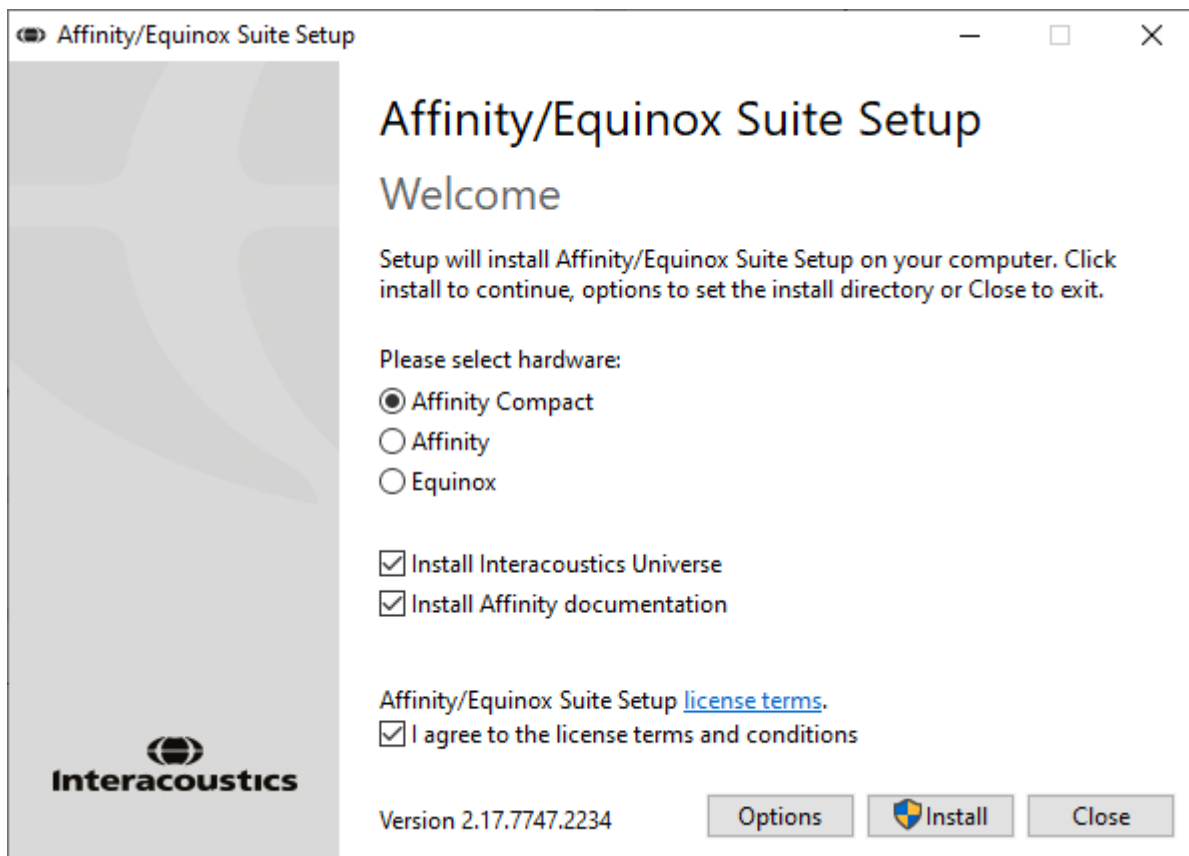 Affinity/Equinox Suite Setup
Affinity/Equinox Suite Setup
Welcome
Setup will install Affinity/Equinox Suite Setup on your computer. Click
install to continue, options to set the install directory or Close to exit.
Please select hardware:
Affinity Compact
Affinity
Equinox
Install Interacoustics Universe
Install Affinity documentation
Affinity/Equinox Suite Setup license terms.
I agree to the license terms and conditions
Interacoustics
Version 2.17.7747.2234
Options
Install
Close